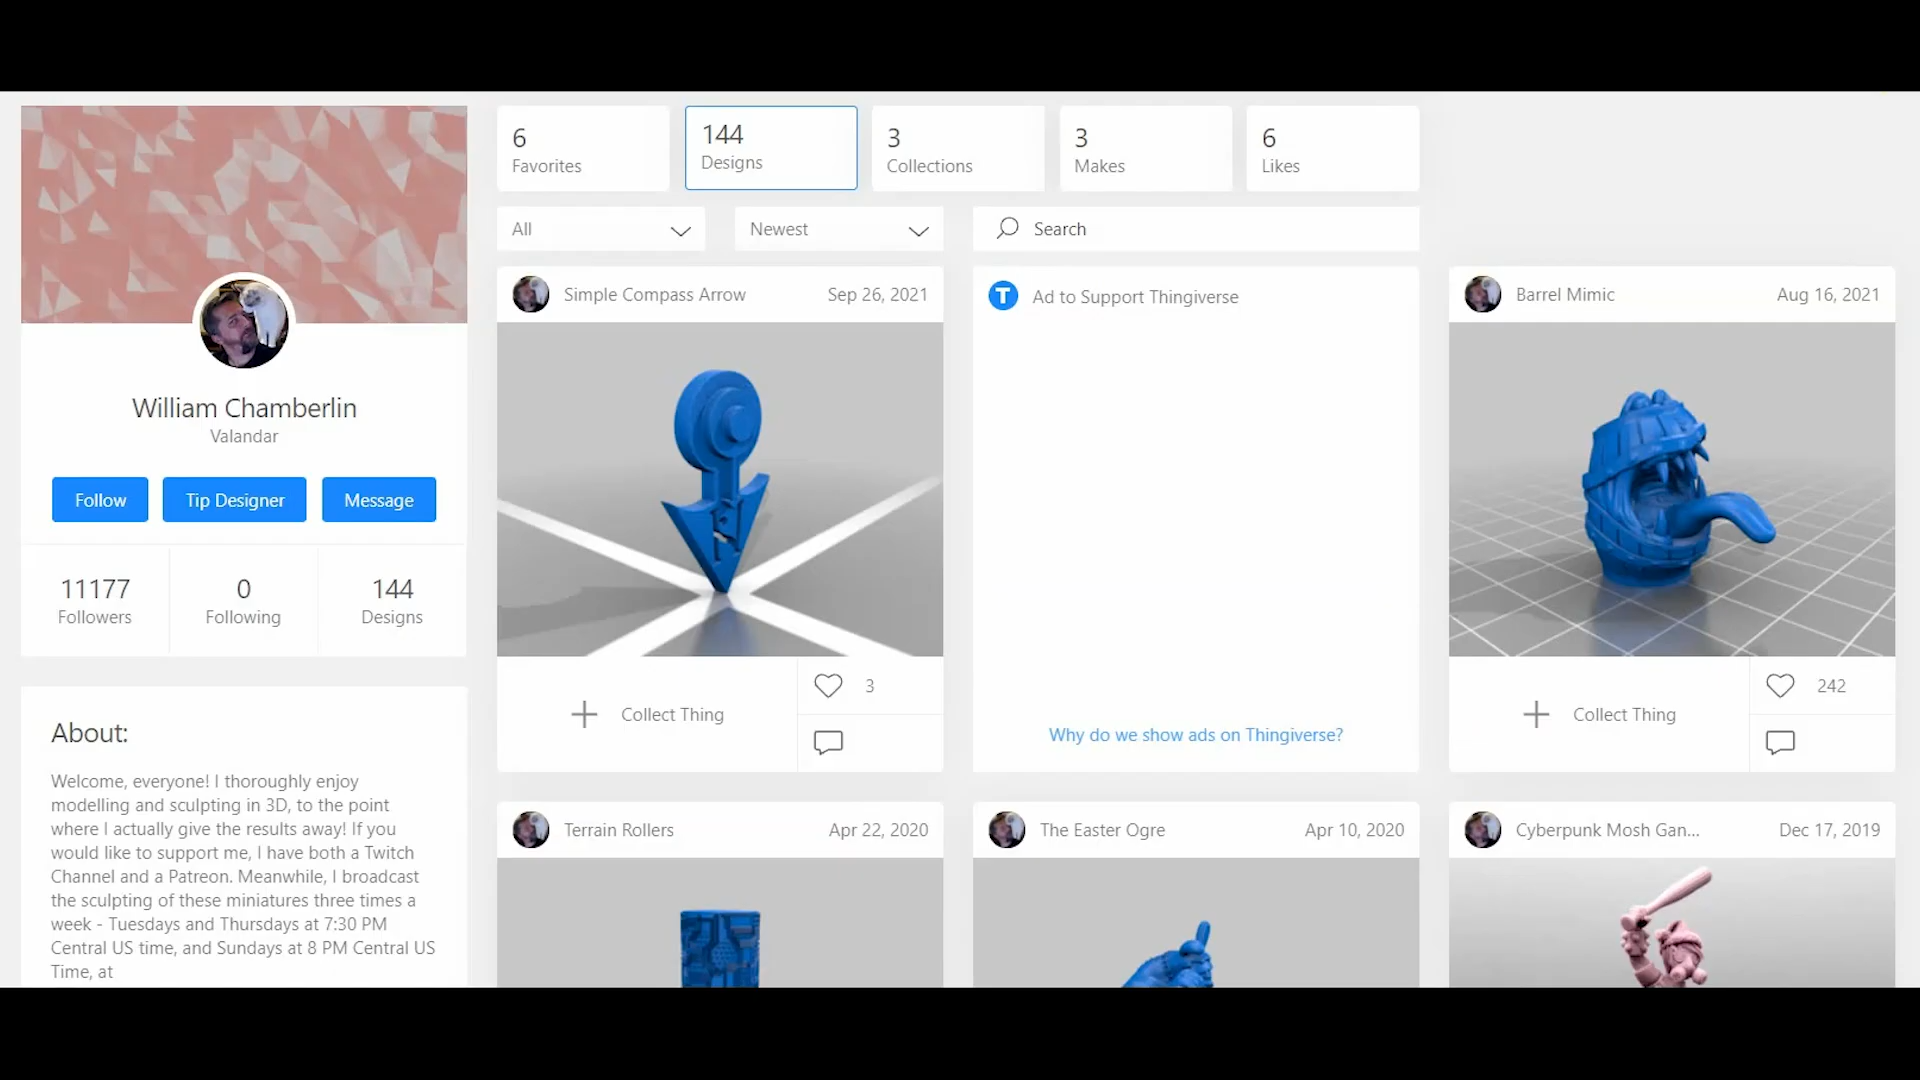 William Chamberlin
Valandar
Follow
Tip Designer
Message
11177
Followers
0
Following
144
Designs
About:
Welcome, everyone! I thoroughly enjoy
modelling and sculpting in 3D, to the point
where I actually give the results away! If you
would like to support me, I have both a Twitch
Channel and a Patreon. Meanwhile, I broadcast
the sculpting of these miniatures three times a
week - Tuesdays and Thursdays at 7:30 PM
Central US time, and Sundays at 8 PM Central US
Time, at
6
Favorites
144
Designs
3
Collections
3
Makes
6
Likes
All
Newest
Search
Simple Compass Arrow
Sep 26, 2021
Collect Thing
3
T
Ad to Support Thingiverse
Why do we show ads on Thingiverse?
Barrel Mimic
Aug 16, 2021
Collect Thing
242
Terrain Rollers
Apr 22, 2020
The Easter Ogre
Apr 10, 2020
Cyberpunk Mosh Gan...
Dec 17, 2019